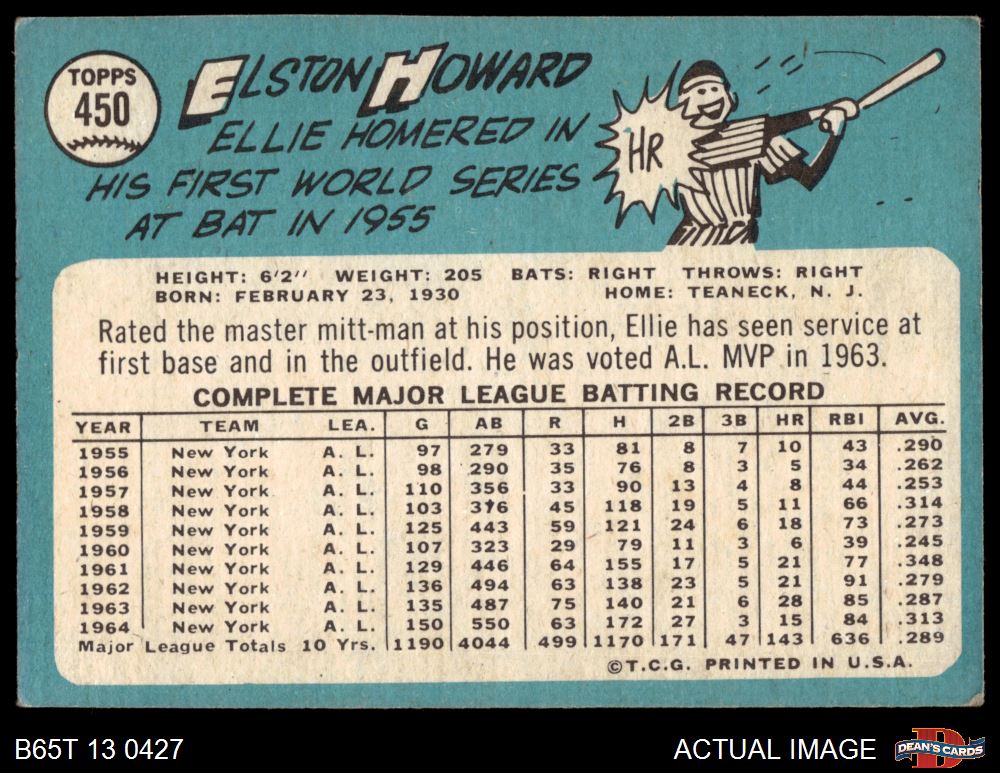 TOPPS
450
ELSTON HOWARD
ELLIE HOMERED IN
HIS FIRST WORLD SERIES
AT BAT IN 1955
HR
HEIGHT: 6'2" WEIGHT: 205 BATS: RIGHT THROWS: RIGHT
BORN: FEBRUARY 23, 1930 HOME: TEANECK, N. J.
Rated the master mitt-man at his position, Ellie has seen service at
first base and in the outfield. He was voted A.L. MVP in 1963.
COMPLETE MAJOR LEAGUE BATTING RECORD
YEAR TEAM LEA. G AB R H 2B 3B HR RBI AVG.
1955 New York A. L. 97 279 33 81 8 7 10 43 .290
1956 New York A. L. 98 290 35 76 8 3 5 34 .262
1957 New York A. L. 110 356 33 90 13 4 8 44 .253
1958 New York A. L. 103 376 45 118 19 5 11 66 .314
1959 New York A. L. 125 443 59 121 24 6 18 73 .273
1960 New York A. L. 107 323 29 79 11 3 6 39 .245
1961 New York A. L. 129 446 64 155 17 5 21 77 .348
1962 New York A. L. 136 494 63 138 23 5 21 91 .279
1963 New York A. L. 135 487 75 140 21 6 28 85 .287
1964 New York A. L. 150 550 63 172 27 3 15 84 .313
Major League Totals 10 Yrs. 1190 4044 499 1170 171 47 143 636 .289
©T.C.G. PRINTED IN U.S.A.
B65T 13 0427
ACTUAL IMAGE
D
DEAN'S CARDS